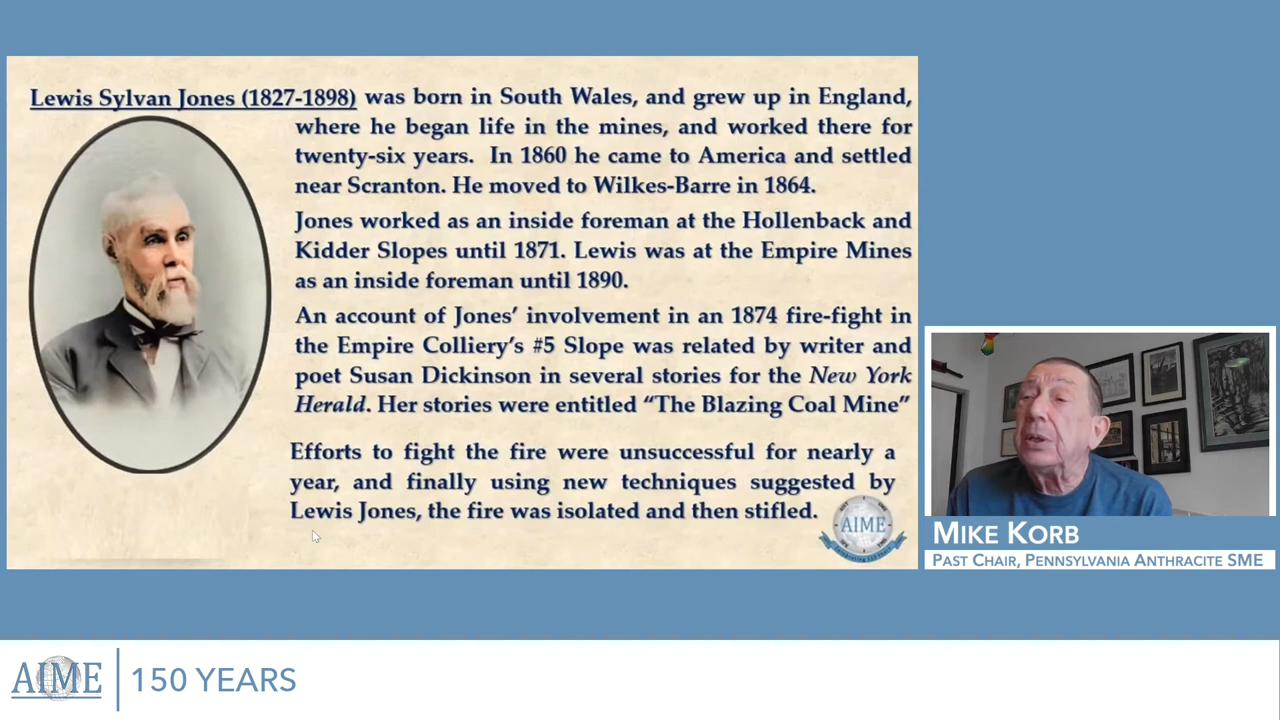 Lewis Sylvan Jones (1827-1898) was born in South Wales, and grew up in England,
where he began life in the mines, and worked there for
twenty-six years. In 1860 he came to America and settled
near Scranton. He moved to Wilkes-Barre in 1864.
Jones worked as an inside foreman at the Hollenback and
Kidder Slopes until 1871. Lewis was at the Empire Mines
as an inside foreman until 1890.
An account of Jones’ involvement in an 1874 fire-fight in
the Empire Colliery’s #5 Slope was related by writer and
poet Susan Dickinson in several stories for the New York
Herald. Her stories were entitled “The Blazing Coal Mine”
Efforts to fight the fire were unsuccessful for nearly a
year, and finally using new techniques suggested by
Lewis Jones, the fire was isolated and then stifled.
AIME
MIKE KORB
PAST CHAIR, PENNSYLVANIA ANTHRACITE SME
AIME
150 YEARS